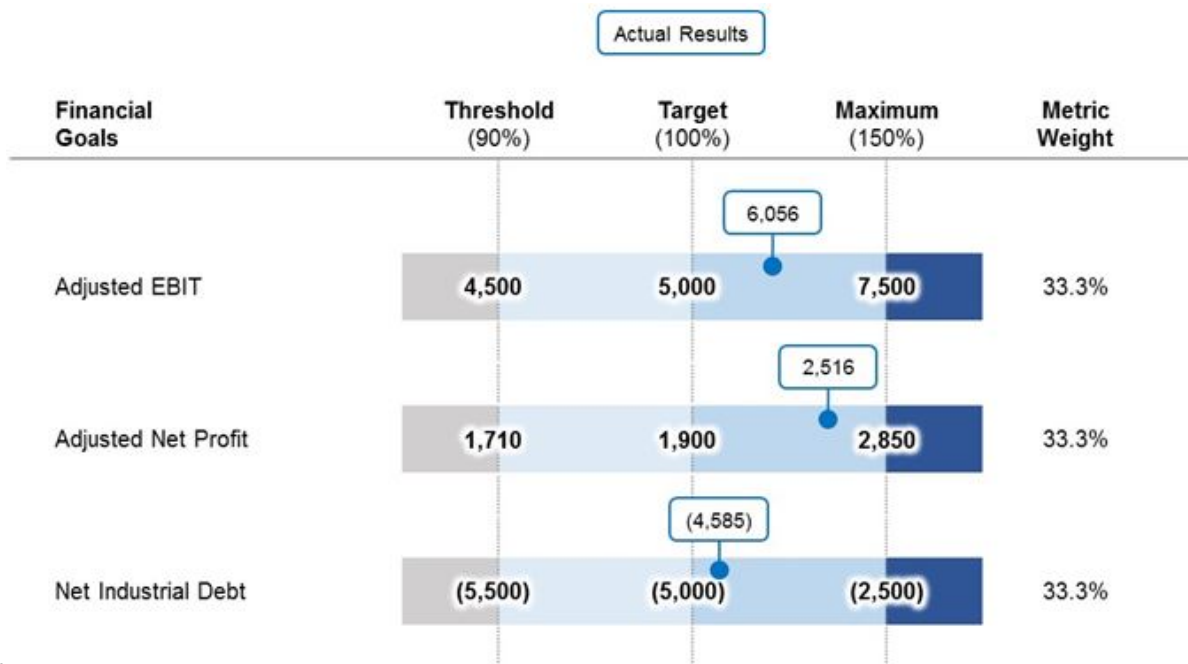 Actual Results
Financial Goals
Threshold (90%)
Target (100%)
Maximum (150%)
Metric Weight
6,056
Adjusted EBIT 4,500 5,000 7,500 33.3%
2,516
Adjusted Net Profit 1,710 1,900 2,850 33.3%
(4,585)
Net Industrial Debt (5,500) (5,000) (2,500) 33.3%